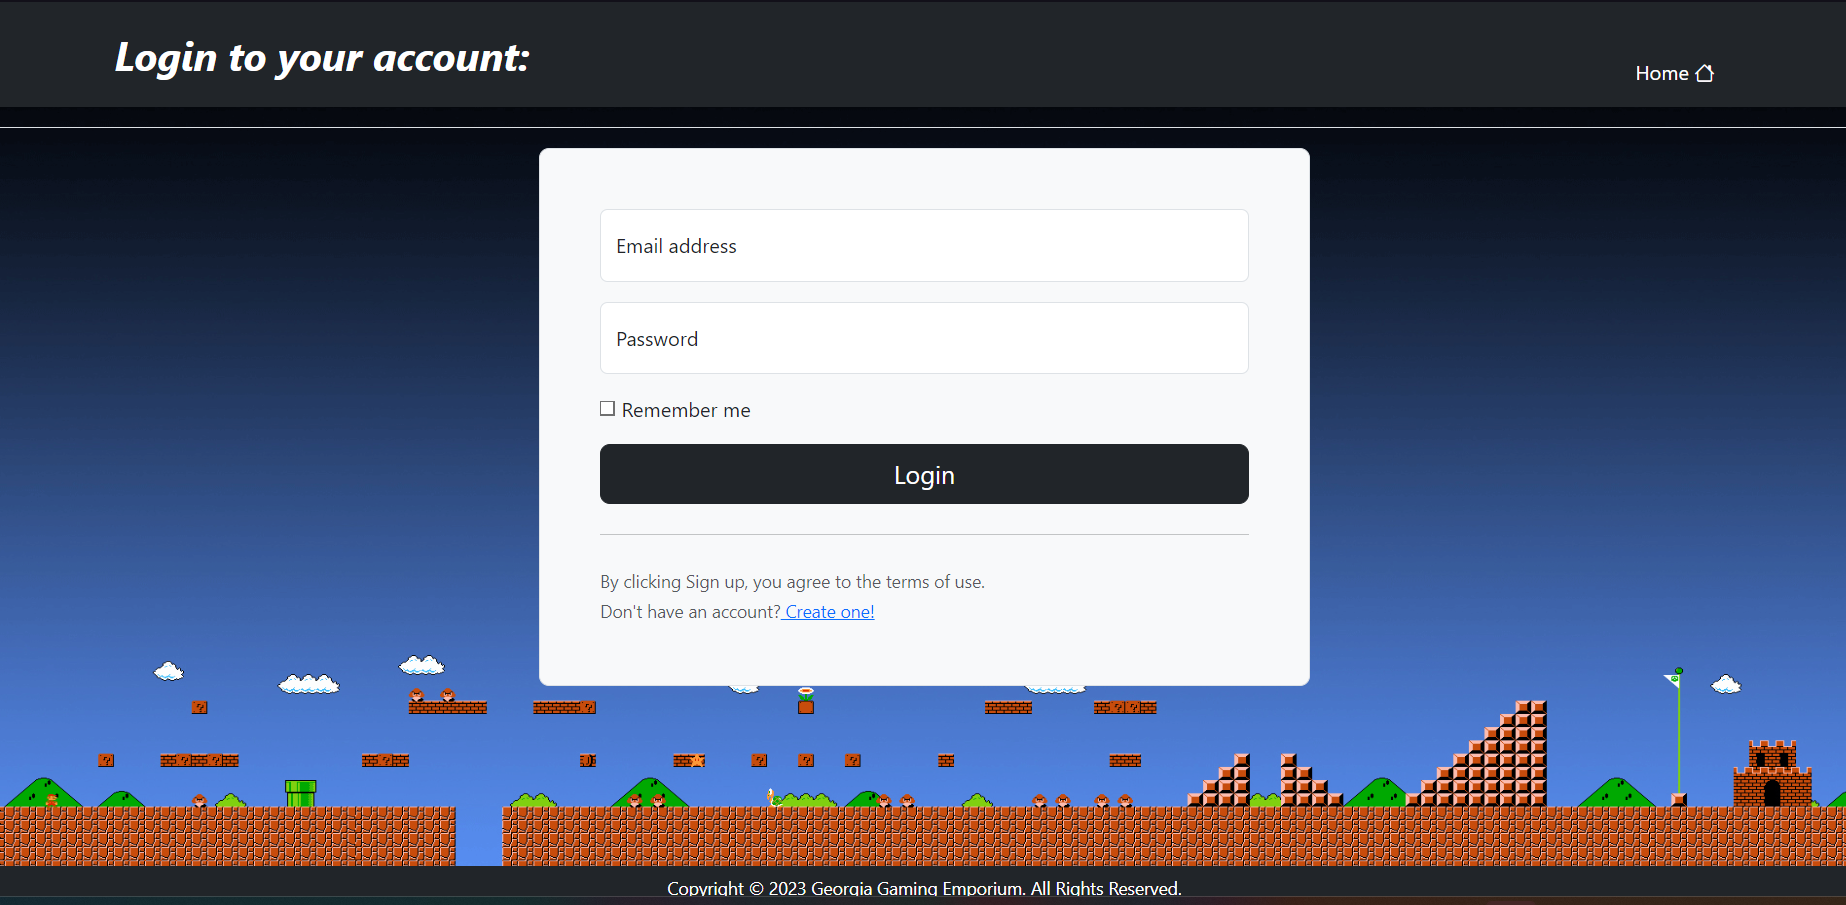 Login to your account:
Home
Email address
Password
Remember me
Login
By clicking Sign up, you agree to the terms of use.
Don't have an account? Create one!
Copyright © 2023 Georgia Gaming Emporium. All Rights Reserved.